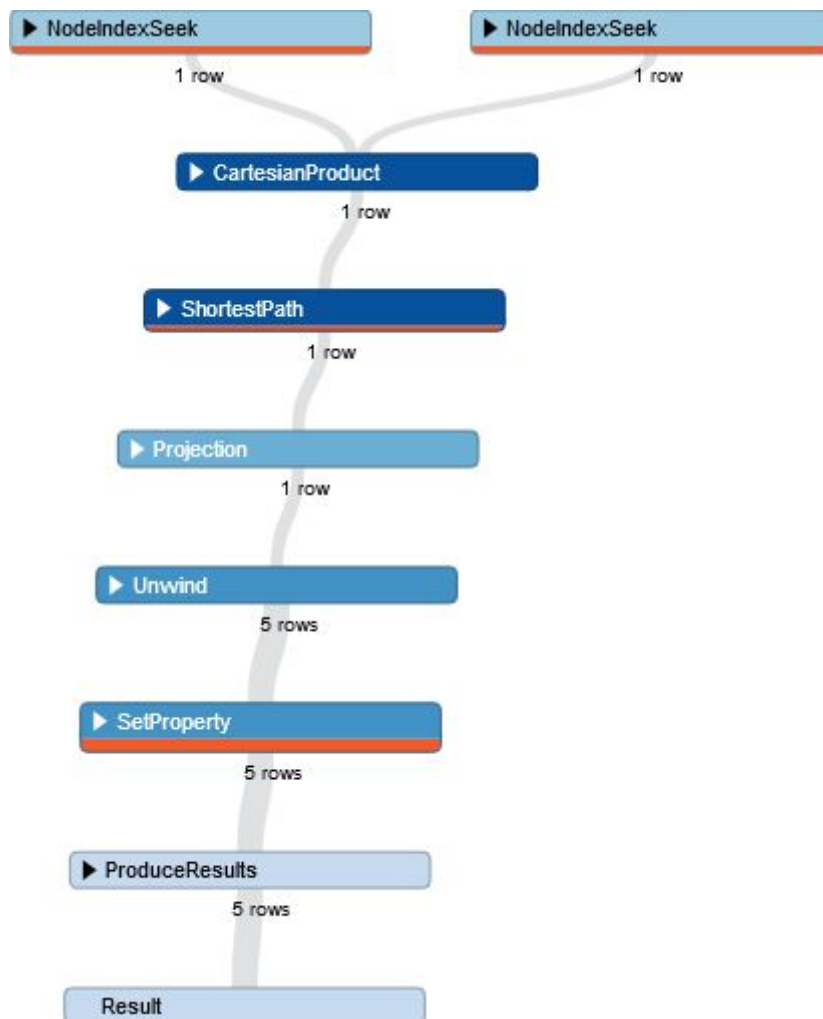 NodeIndexSeek
NodeIndexSeek
1 row
1 row
CartesianProduct
1 row
ShortestPath
1 row
Projection
1 row
Unwind
5 rows
SetProperty
5 rows
ProduceResults
5 rows
Result